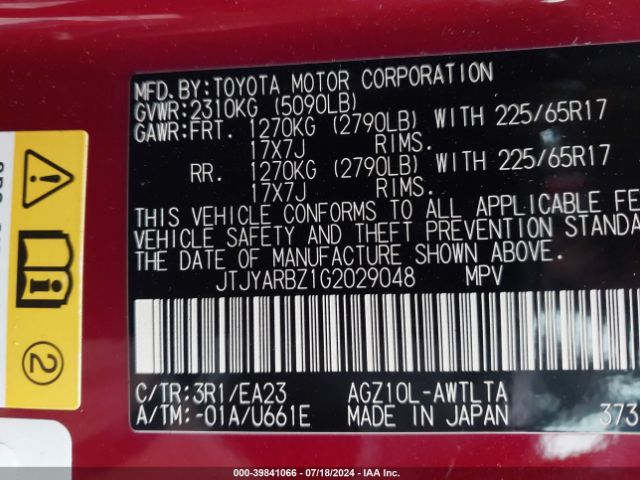 MFD.BY:TOYOTA MOTOR CORPORATION
GVWR:2310KG (5090LB)
GAWR:FRT. 1270KG (2790LB) WITH 225/65R17
17X7J RIMS.
RR. 1270KG (2790LB) WITH 225/65R17
17X7J RIMS.
THIS VEHICLE CONFORMS TO ALL APPLICABLE FE
VEHICLE SAFETY AND THEFT PREVENTION STANDA
THE DATE OF MANUFACTURE SHOWN ABOVE.
JTJYARBZ1G2029048 MPV
C/TR:3R1/EA23 AGZ10L-AWTLTA
A/TM:-01A/U661E MADE IN JAPAN 373
2
000-39841066 - 07/18/2024 - IAA Inc.